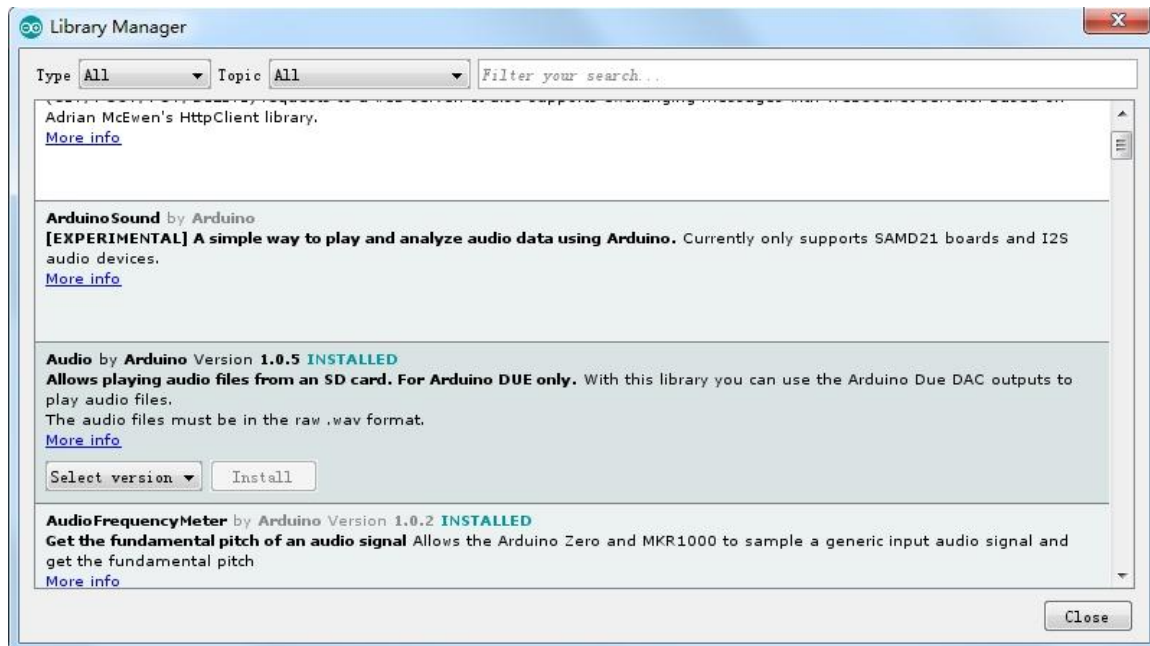 Library Manager
Type All Topic All Filter your search...
Adrian McEwen's HttpClient library.
More info
ArduinoSound by Arduino
[EXPERIMENTAL] A simple way to play and analyze audio data using Arduino. Currently only supports SAMD21 boards and I2S
audio devices.
More info
Audio by Arduino Version 1.0.5 INSTALLED
Allows playing audio files from an SD card. For Arduino DUE only. With this library you can use the Arduino Due DAC outputs to
play audio files.
The audio files must be in the raw .wav format.
More info
Select version Install
AudioFrequencyMeter by Arduino Version 1.0.2 INSTALLED
Get the fundamental pitch of an audio signal Allows the Arduino Zero and MKR1000 to sample a generic input audio signal and
get the fundamental pitch
More info
Close